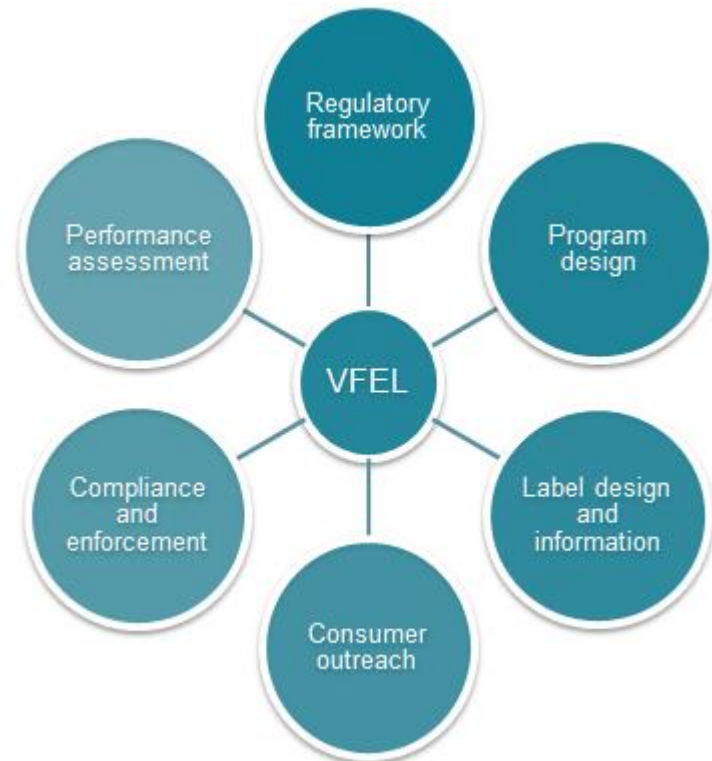 Regulatory
framework
Program
design
Label design
and
information
Consumer
outreach
Compliance
and
enforcement
Performance
assessment
VFEL